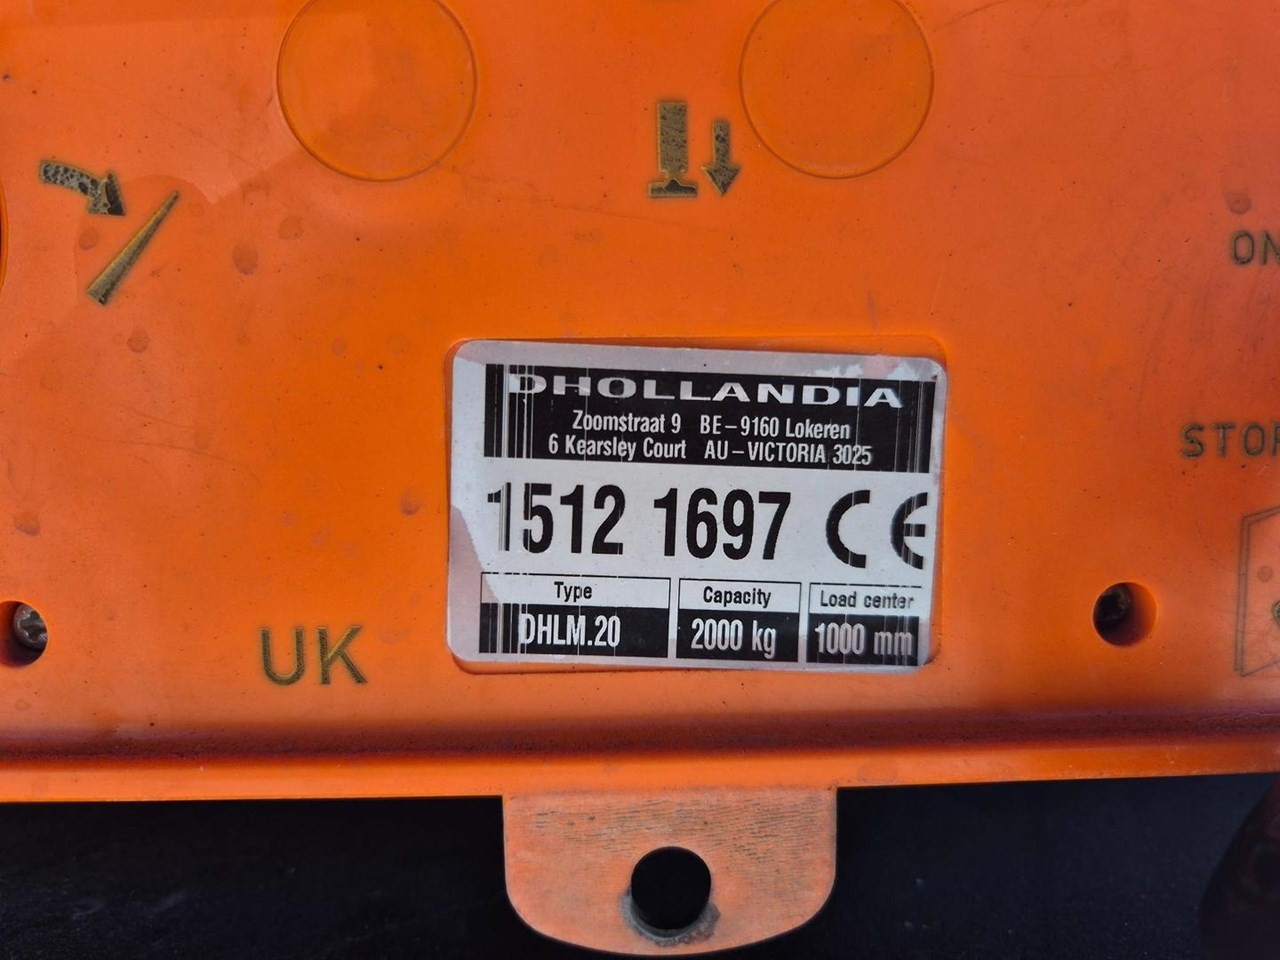 ON
STOP
DHOLLANDIA
Zoomstraat 9 BE-9160 Lokeren
6 Kearsley Court AU-VICTORIA 3025
1512 1697 CE
Type Capacity Load center
DHLM.20 2000 kg 1000 mm
UK